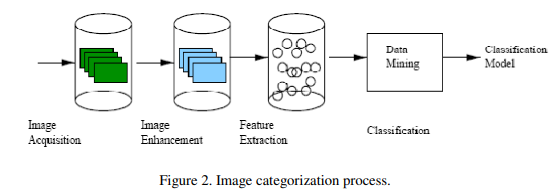 Data
Mining
Classification
Model
Image
Acquisition
Image
Enhancement
Feature
Extraction
Classification
Figure 2. Image categorization process.